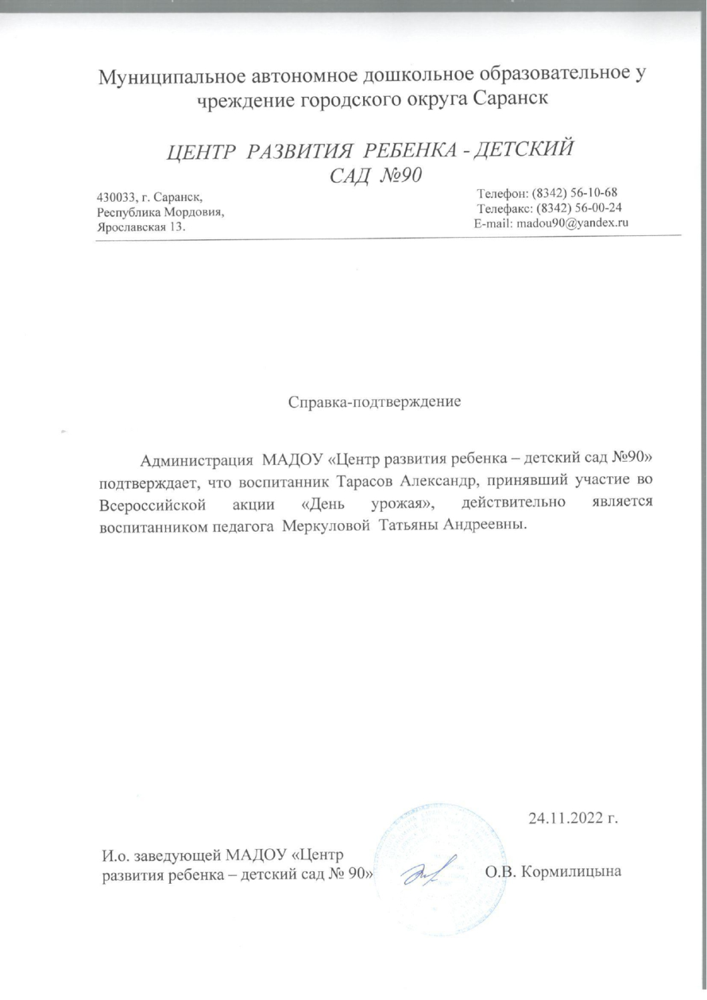 Муниципальное автономное дошкольное образовательное у
чреждение городского округа Саранск
ЦЕНТР РАЗВИТИЯ РЕБЕНКА - ДЕТСКИЙ
САД №90
430033, г. Саранск,
Республика Мордовия,
Ярославская 13.
Телефон: (8342) 56-10-68
Телефакс: (8342) 56-00-24
E-mail: madou90@yandex.ru
Справка-подтверждение
Администрация МАДОУ «Центр развития ребенка – детский сад №90»
подтверждает, что воспитанник Тарасов Александр, принявший участие во
Всероссийской акции «День урожая», действительно является
воспитанником педагога Меркуловой Татьяны Андреевны.
24.11.2022 г.
И.о. заведующей МАДОУ «Центр
развития ребенка – детский сад № 90»
О.В. Кормилицына